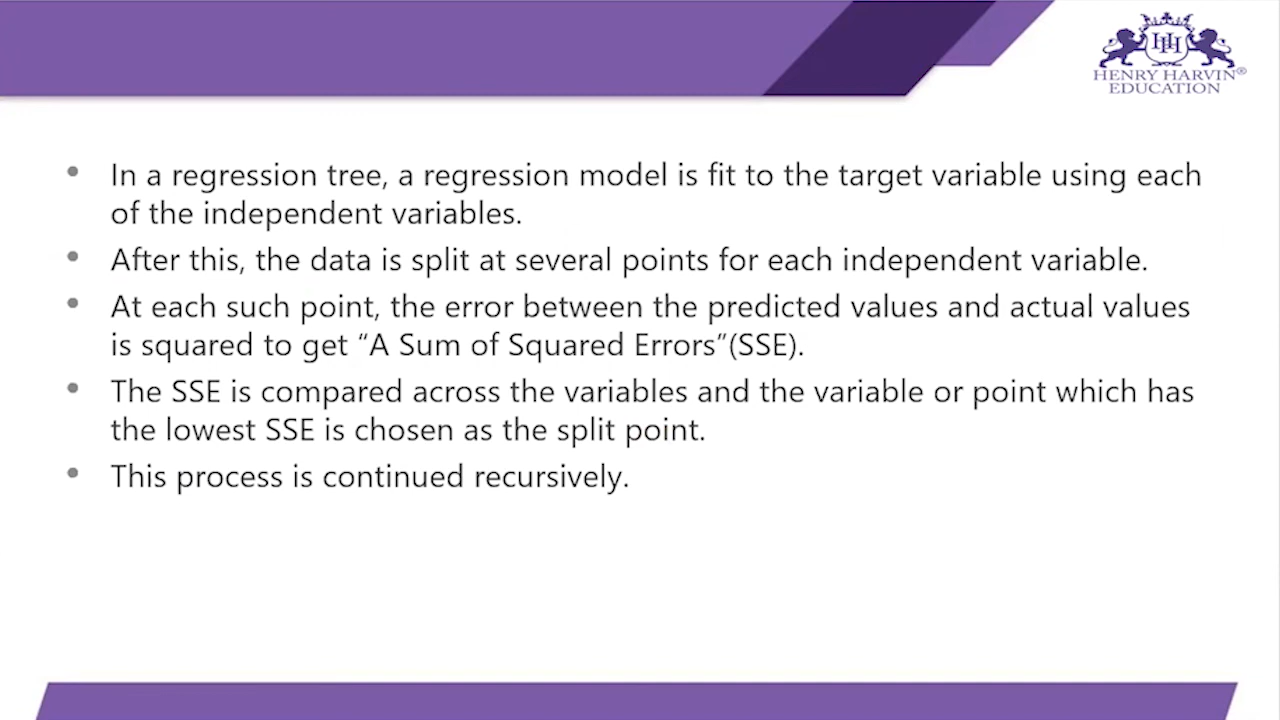 HENRY HARVIN®
EDUCATION
• In a regression tree, a regression model is fit to the target variable using each
of the independent variables.
• After this, the data is split at several points for each independent variable.
• At each such point, the error between the predicted values and actual values
is squared to get “A Sum of Squared Errors”(SSE).
• The SSE is compared across the variables and the variable or point which has
the lowest SSE is chosen as the split point.
• This process is continued recursively.